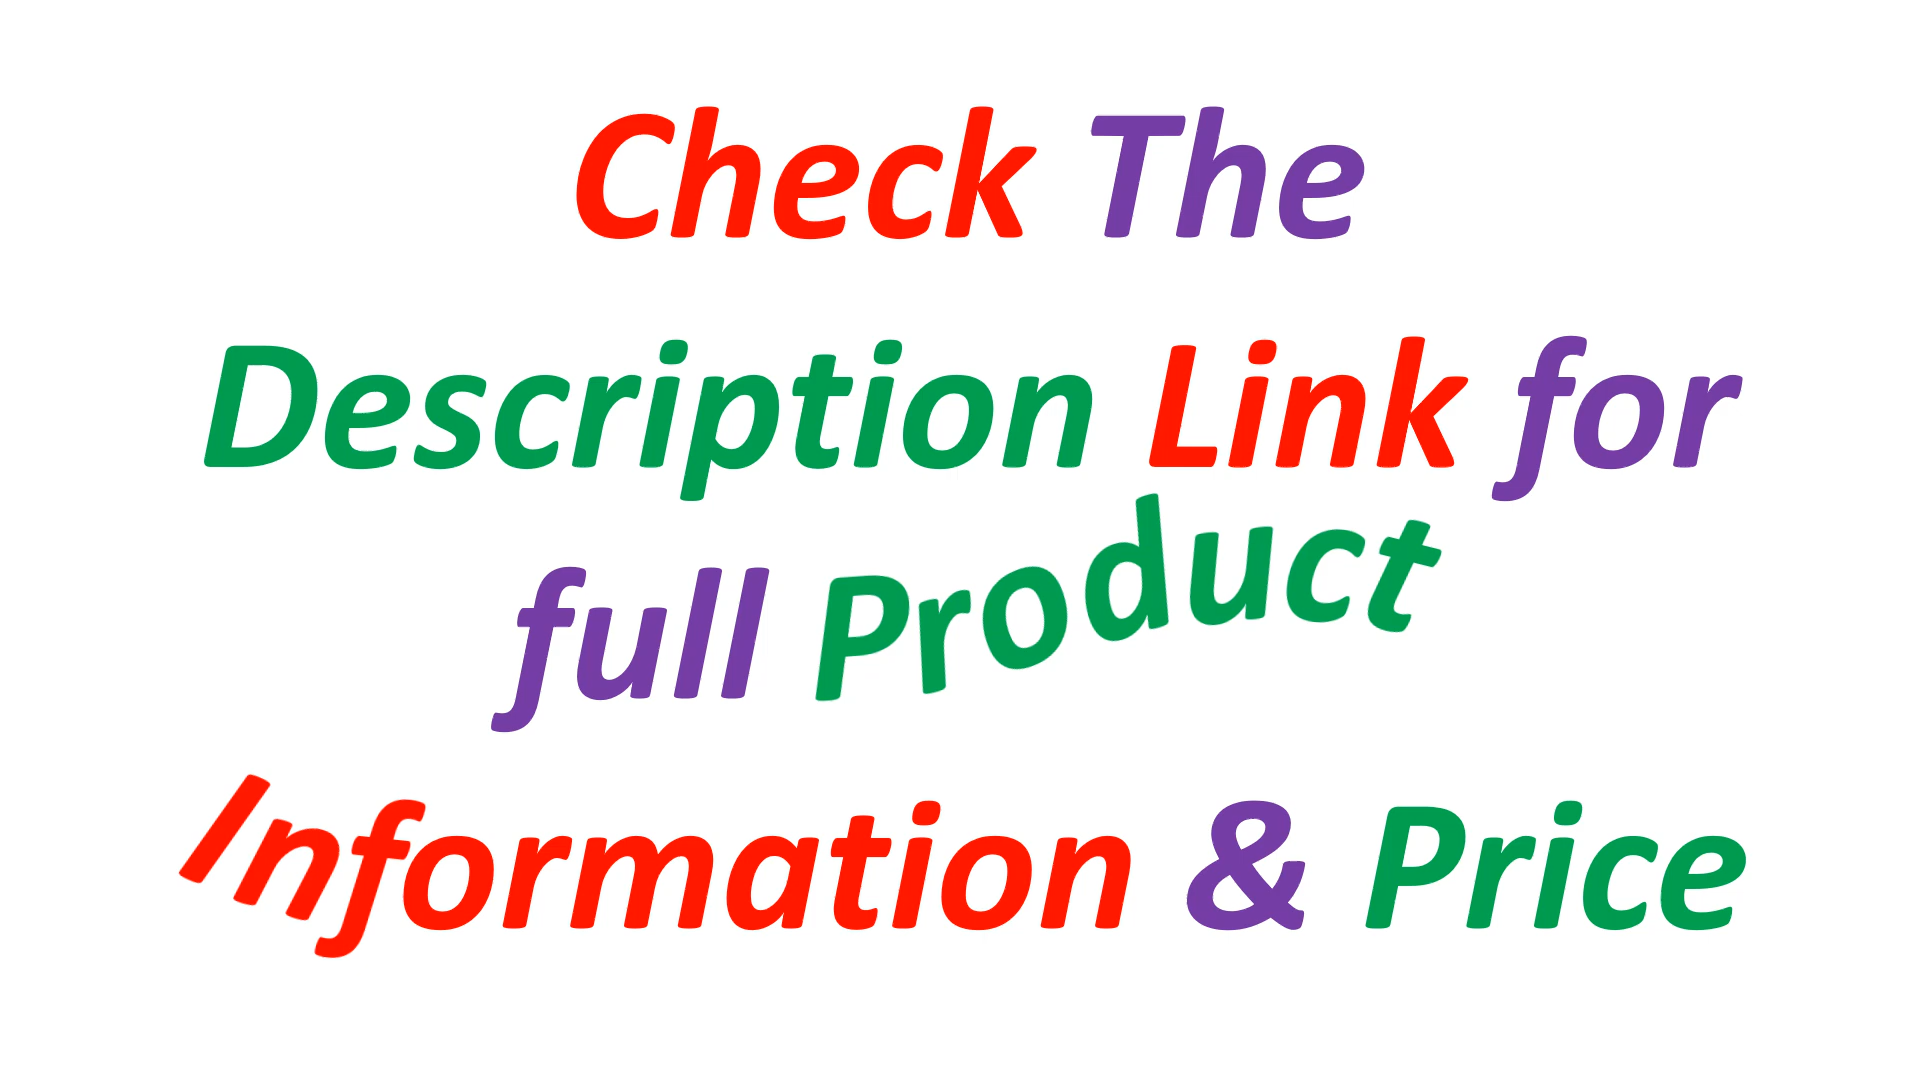 Check The
Description Link for
full Product
Information & Price